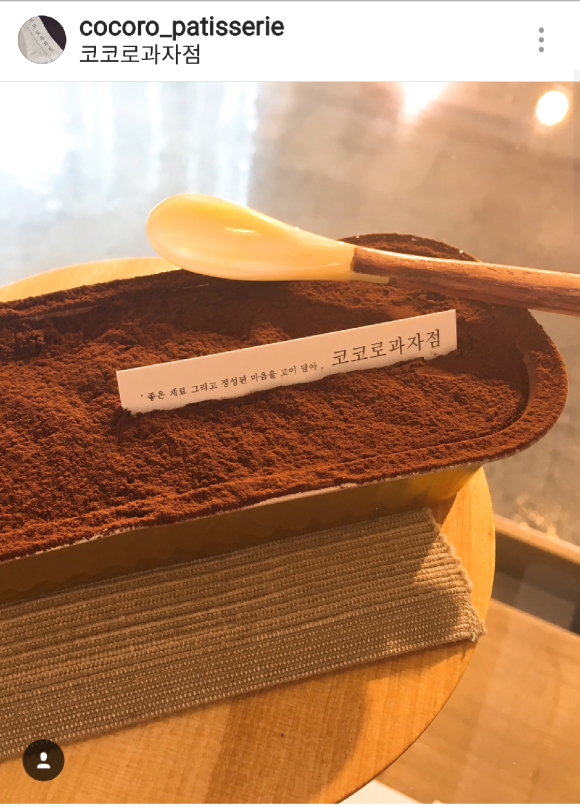 cocoro_patisserie
코코로과자점
' 좋은 재료 그리고 정성된 마음을 고이 담아 , 코코로과자점